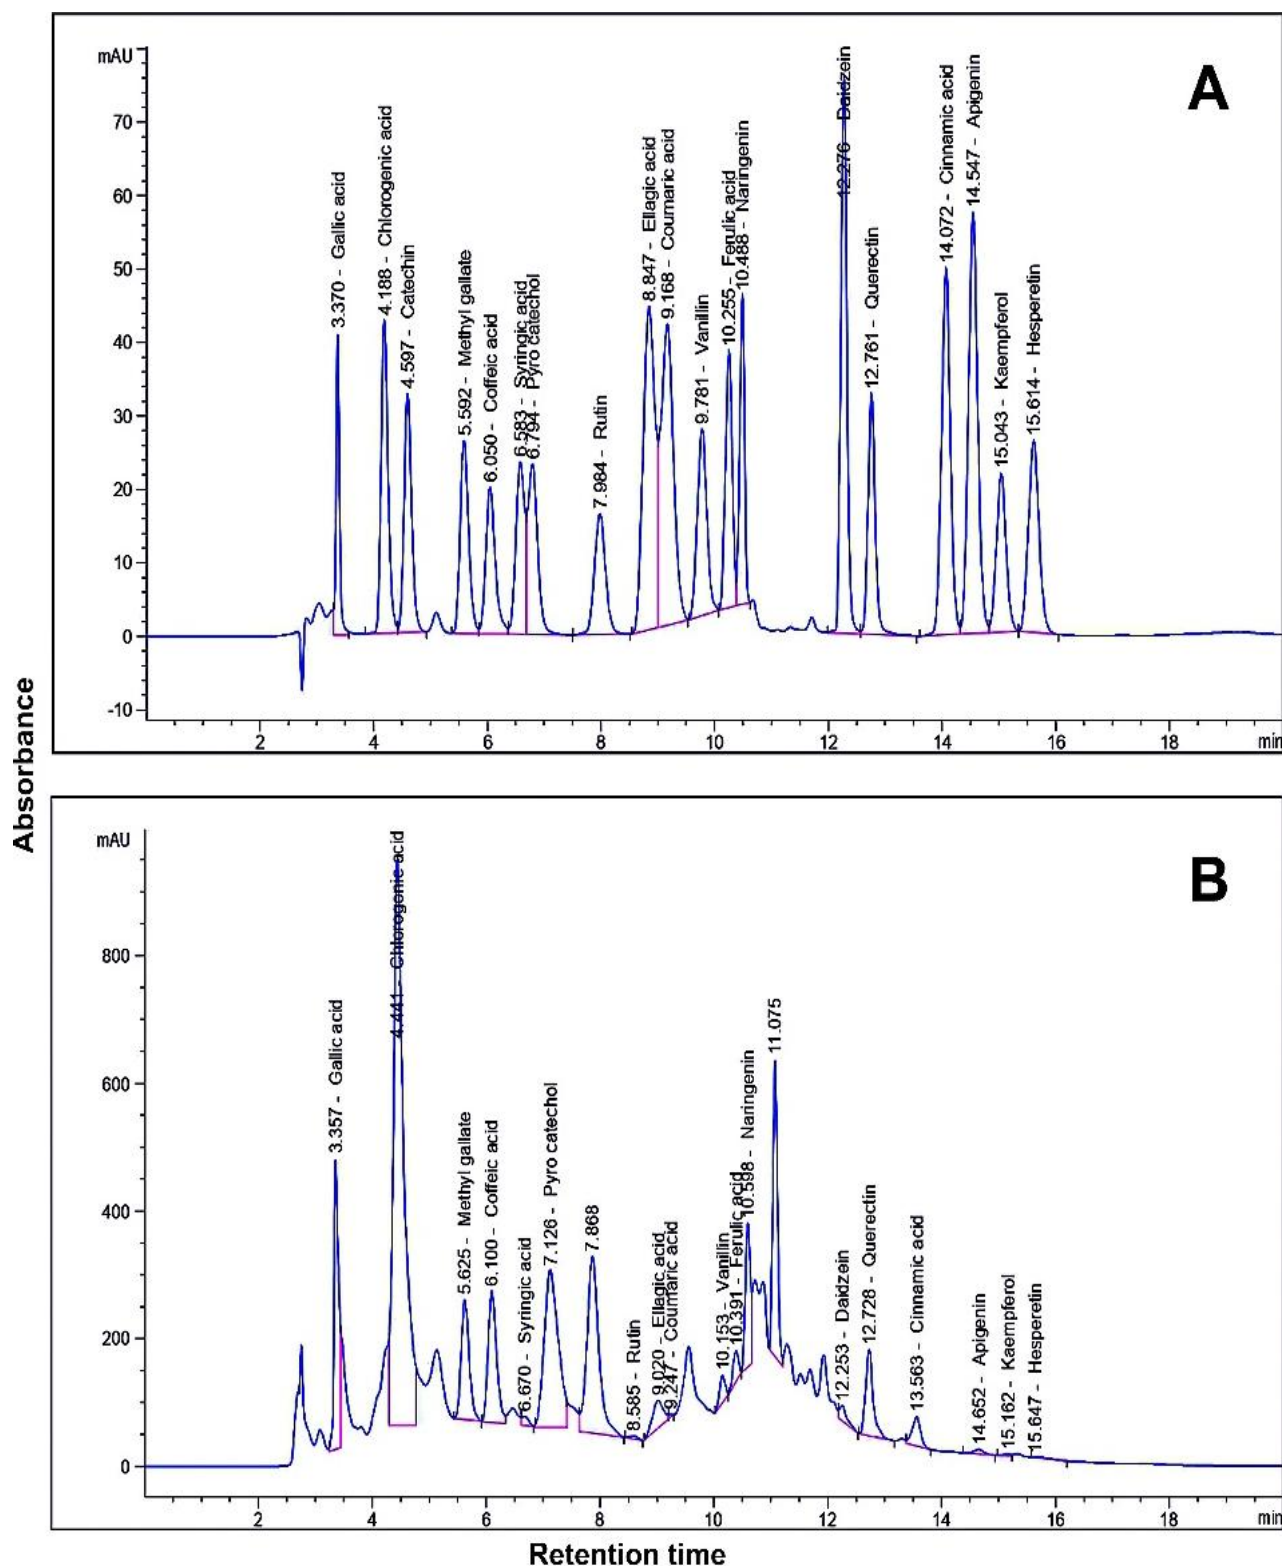 A
mAU
70
60
50
40
30
20
10
0
-10
3.370 - Gallic acid
4.188 - Chlorogenic acid
4.597 - Catechin
5.592 - Methyl gallate
6.050 - Coffeic acid
6.583 - Syringic acid
6.794 - Pyro catechol
7.984 - Rutin
8.847 - Ellagic acid
9.168 - Coumaric acid
9.781 - Vanillin
10.255 - Ferulic acid
10.488 - Naringenin
12.276 - Daidzein
12.761 - Querectin
14.072 - Cinnamic acid
14.547 - Apigenin
15.043 - Kaempferol
15.614 - Hesperetin
2 4 6 8 10 12 14 16 18 min
Absorbance
B
mAU
800
600
400
200
0
3.357 - Gallic acid
4.441 - Chlorogenic acid
5.625 - Methyl gallate
6.100 - Coffeic acid
6.670 - Syringic acid
7.126 - Pyro catechol
7.868
8.585 - Rutin
9.020 - Ellagic acid
9.247 - Coumaric acid
10.153 - Vanillin
10.391 - Ferulic acid
10.598 - Naringenin
11.075
12.253 - Daidzein
12.728 - Querectin
13.563 - Cinnamic acid
14.652 - Apigenin
15.162 - Kaempferol
15.647 - Hesperetin
2 4 6 8 10 12 14 16 18 min
Retention time